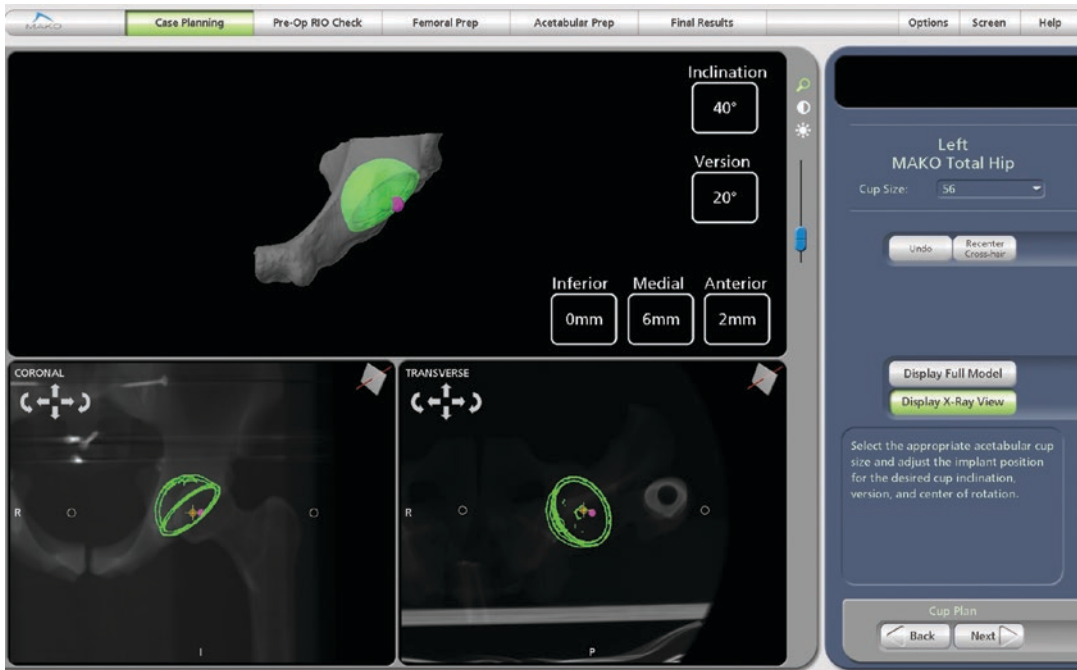 MAKO
Case Planning
Pre-Op RIO Check
Femoral Prep
Acetabular Prep
Final Results
Options
Screen
Help
Inclination
40°
Version
20°
Inferior
Medial
Anterior
0mm
6mm
2mm
Left
MAKO Total Hip
Cup Size:
56
Undo
Recenter
Cross-hair
Display Full Model
Display X-Ray View
Select the appropriate acetabular cup
size and adjust the implant position
for the desired cup inclination,
version, and center of rotation.
Cup Plan
Back
Next
CORONAL
R
I
TRANSVERSE
R
P